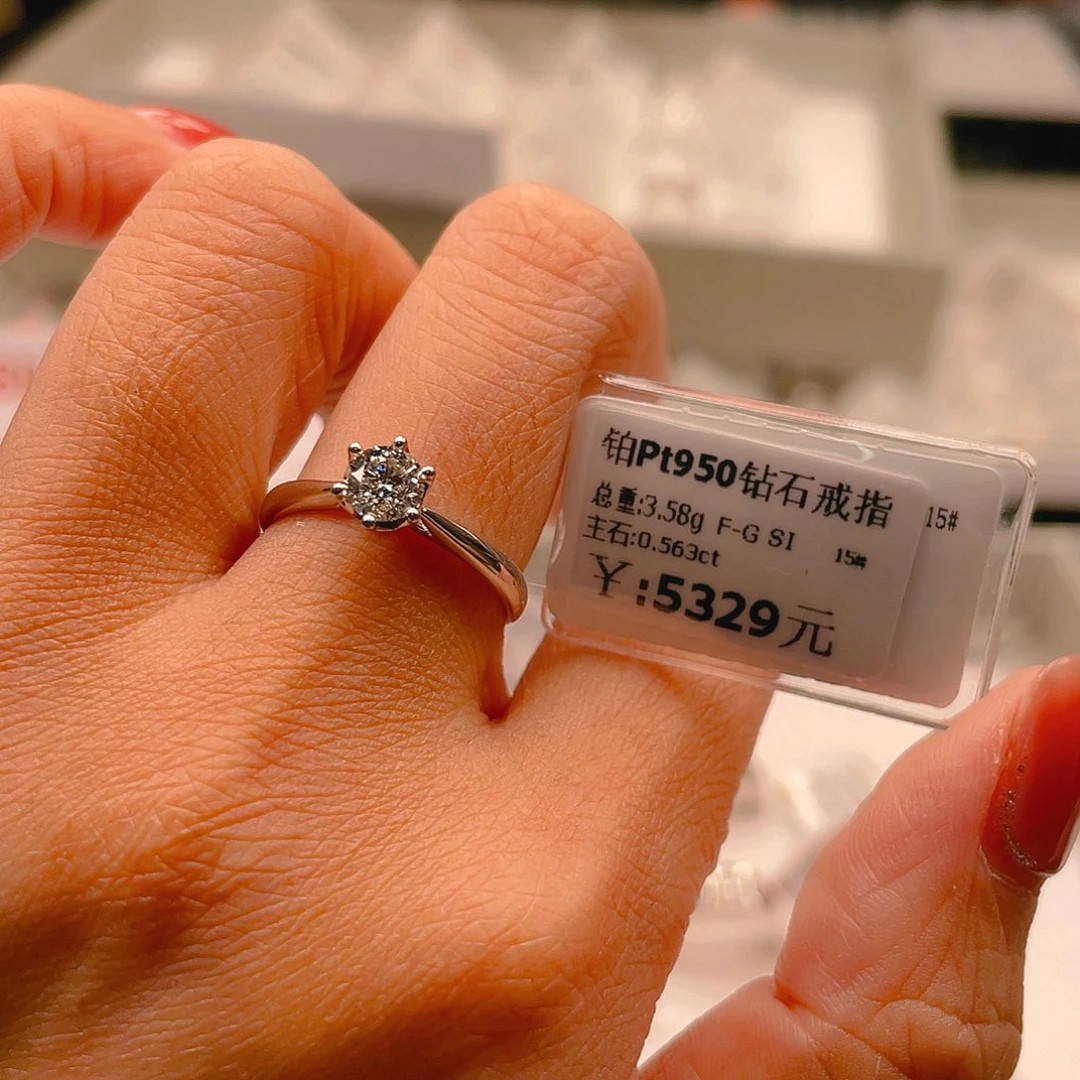 铂Pt950钻石戒指
总重:3.58g F-G SI
主石:0.563ct 15#
￥:5329元
15#